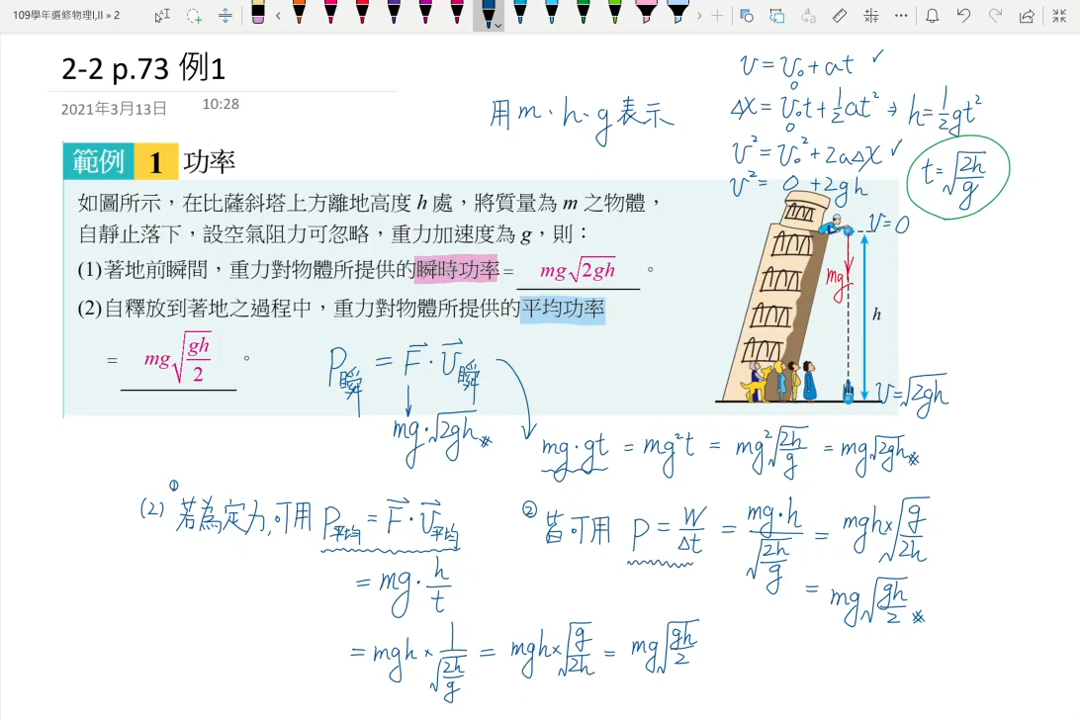 109學年選修物理I,II » 2
2-2 p.73 例1
2021年3月13日 10:28
用 m、h、g 表示
v = v₀ + at ✓
0
Δx = v₀t + ½at² ⇒ h = ½gt²
0
v² = v₀² + 2aΔx ✓
v² = 0 + 2gh
t = √(2h/g)
範例 1 功率
如圖所示，在比薩斜塔上方離地高度 h 處，將質量為 m 之物體，
自靜止落下，設空氣阻力可忽略，重力加速度為 g，則：
(1)著地前瞬間，重力對物體所提供的瞬時功率= mg√(2gh) 。
(2)自釋放到著地之過程中，重力對物體所提供的平均功率
= mg√(gh/2) 。
v=0
mg
h
v=√(2gh)
P瞬 = F⃗ · v⃗瞬
mg · √(2gh) ※
mg · gt = mg²t = mg²√(2h/g) = mg√(2gh) ※
(2) ① 若為定力, 可用 P平均 = F⃗ · v⃗平均
= mg · h/t
= mgh × 1/√(2h/g) = mgh × √(g/2h) = mg√(gh/2)
② 皆可用 P = W/Δt = mg·h/√(2h/g) = mgh × √(g/2h)
= mg√(gh/2) ※